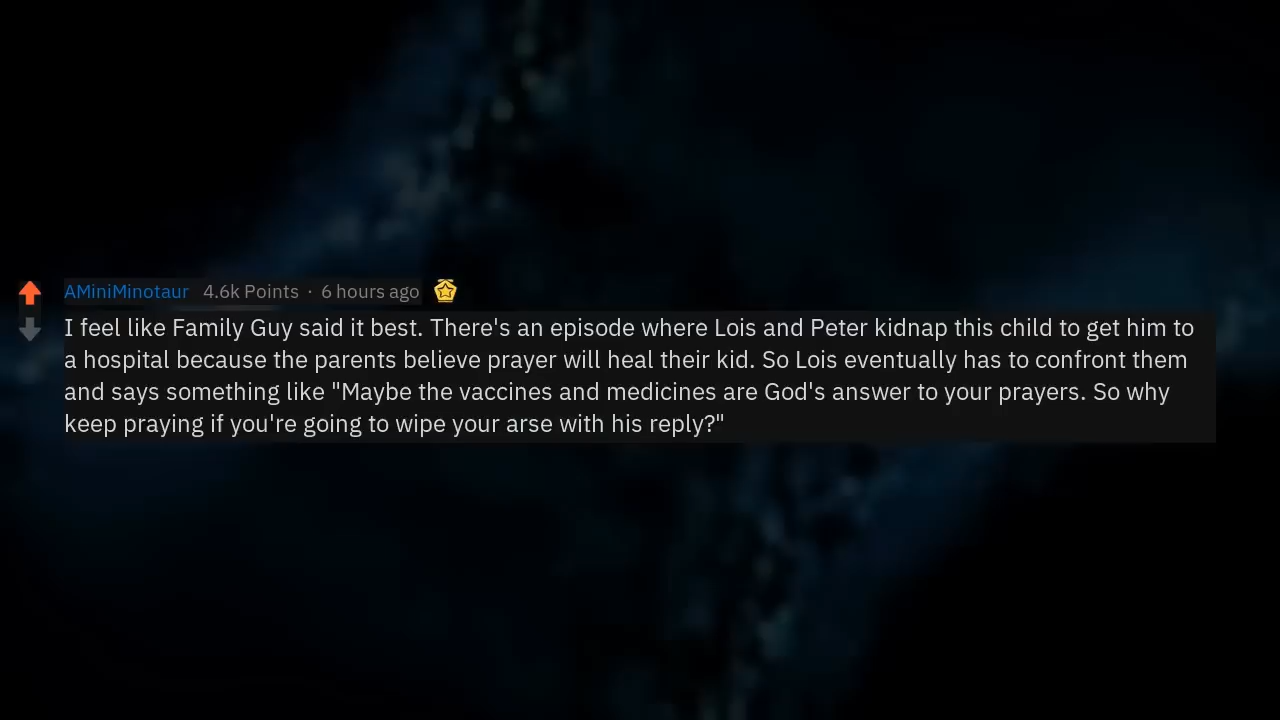 AMiniMinotaur 4.6k Points · 6 hours ago
I feel like Family Guy said it best. There's an episode where Lois and Peter kidnap this child to get him to
a hospital because the parents believe prayer will heal their kid. So Lois eventually has to confront them
and says something like "Maybe the vaccines and medicines are God's answer to your prayers. So why
keep praying if you're going to wipe your arse with his reply?"